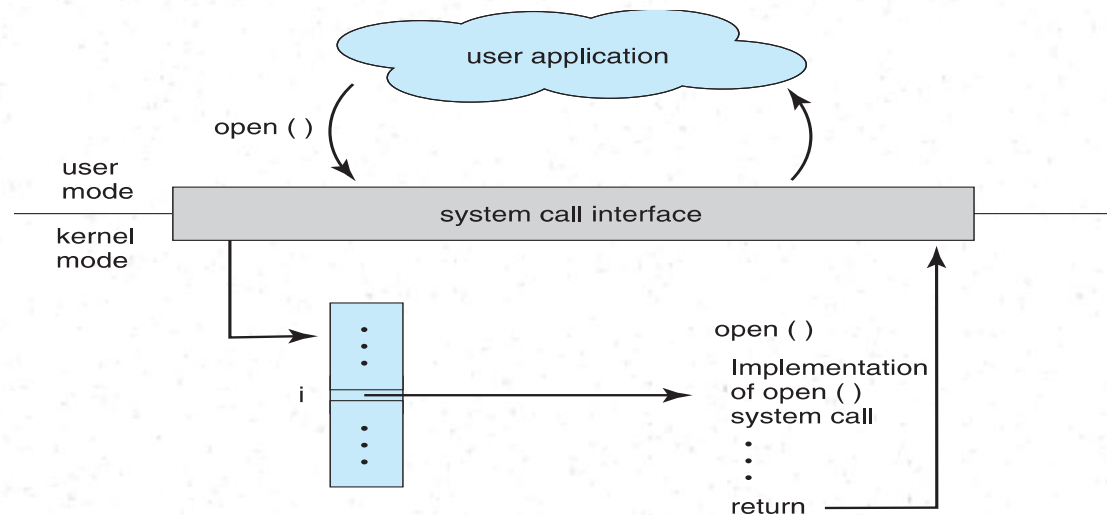 user application
open ( )
user
mode
system call interface
kernel
mode
open ( )
i
Implementation
of open ( )
system call
return